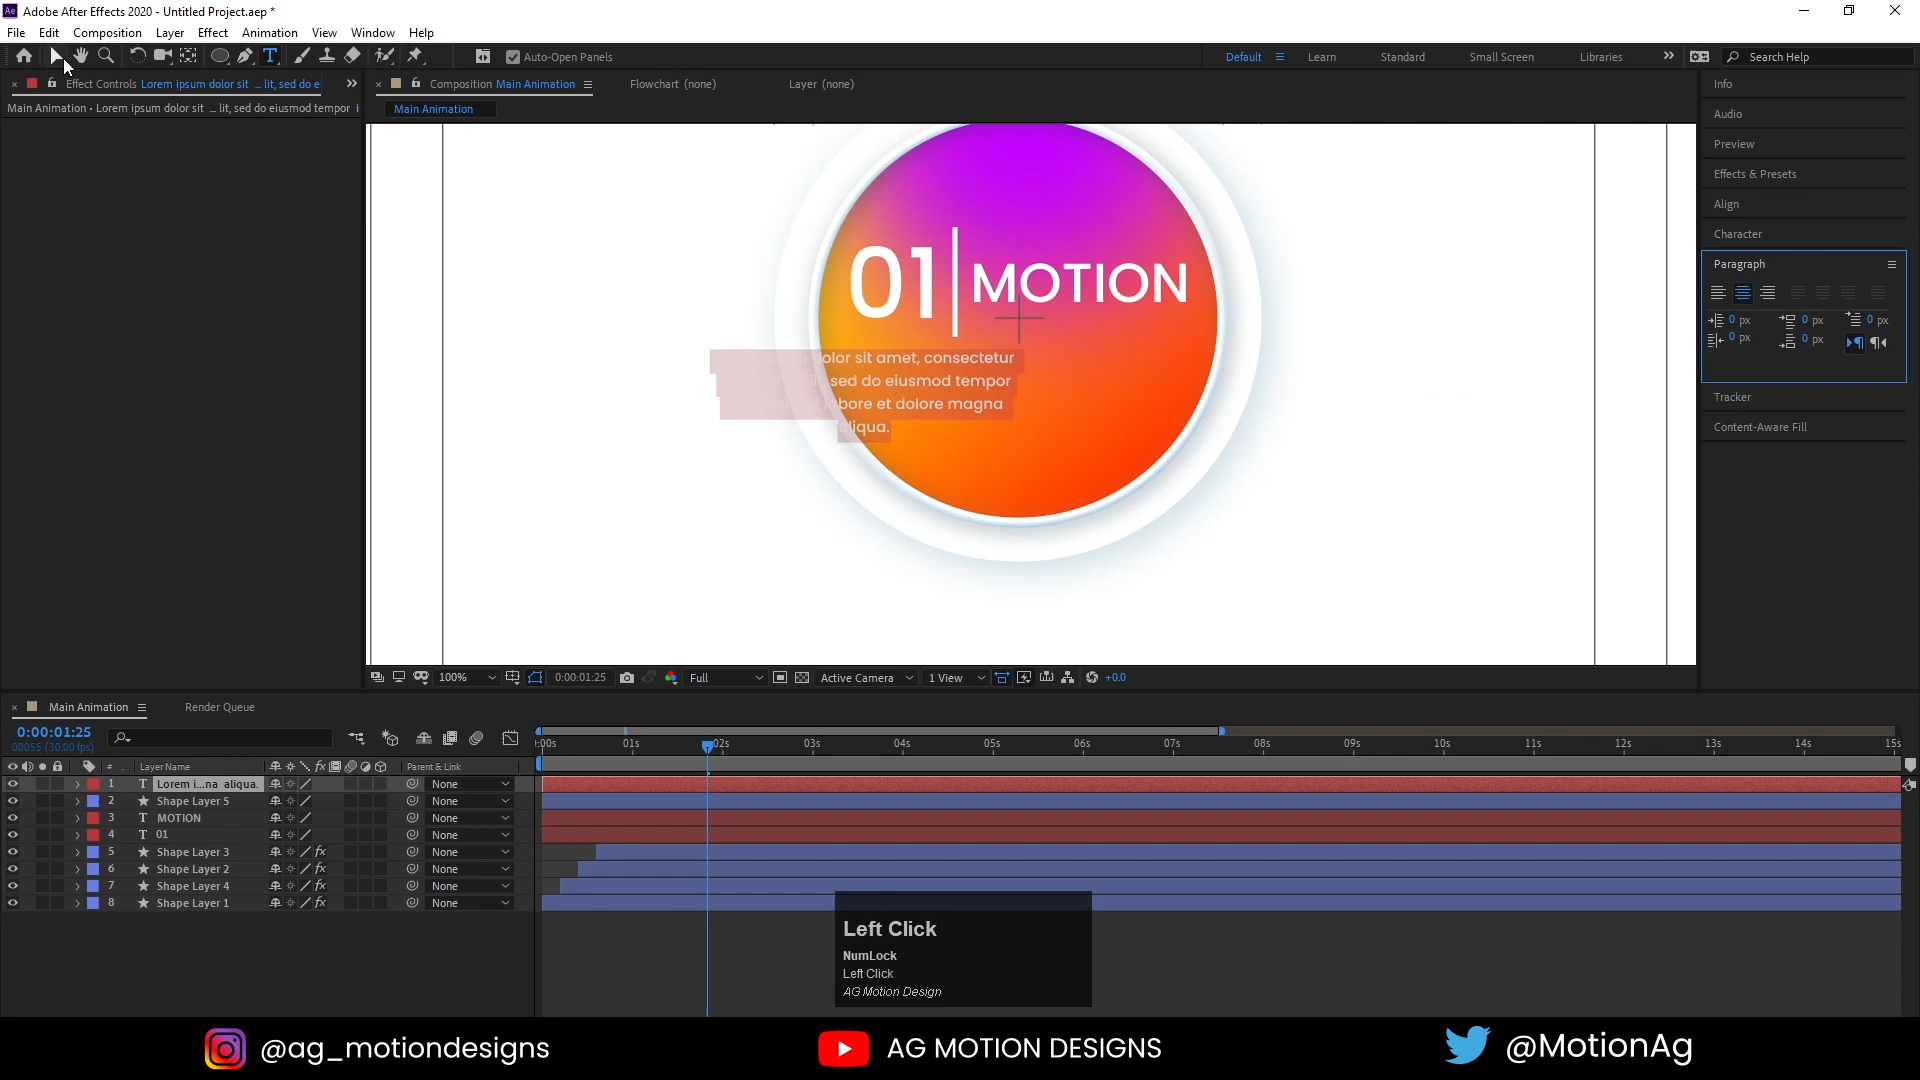 Adobe After Effects 2020 - Untitled Project.aep *
File Edit Composition Layer Effect Animation View Window Help
Auto-Open Panels
Default Learn Standard Small Screen Libraries Search Help
Effect Controls Lorem ipsum dolor sit ... lit, sed do e
Main Animation • Lorem ipsum dolor sit ... lit, sed do eiusmod tempor i
Composition Main Animation
Flowchart (none)
Layer (none)
Main Animation
01
MOTION
dolor sit amet, consectetur
sed do eiusmod tempor
labore et dolore magna
aliqua.
Info
Audio
Preview
Effects & Presets
Align
Character
Paragraph
0 px 0 px 0 px
0 px 0 px
Tracker
Content-Aware Fill
100% 0:00:01:25 Full Active Camera 1 View +0.0
Main Animation
Render Queue
0:00:01:25
00055 (30.00 fps)
:00s 01s 02s 03s 04s 05s 06s 07s 08s 09s 10s 11s 12s 13s 14s 15s
# Layer Name fx Parent & Link
1 T Lorem i...na aliqua. None
2 Shape Layer 5 None
3 T MOTION None
4 T 01 None
5 Shape Layer 3 fx None
6 Shape Layer 2 fx None
7 Shape Layer 4 fx None
8 Shape Layer 1 fx None
Left Click
NumLock
Left Click
AG Motion Design
@ag_motiondesigns
AG MOTION DESIGNS
@MotionAg